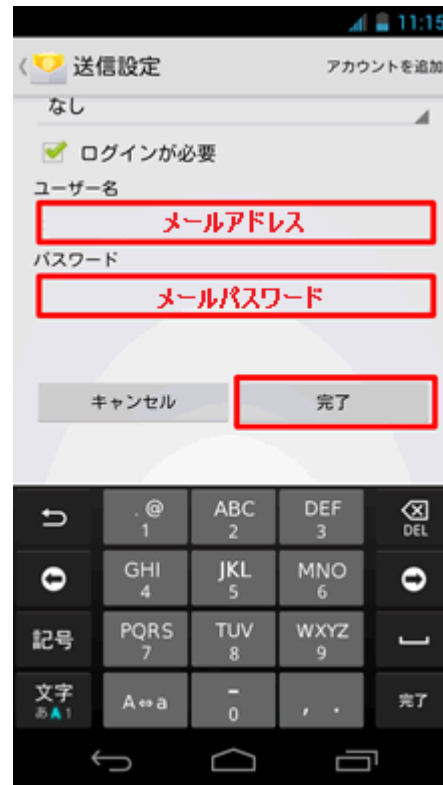 11:15
送信設定 アカウントを追加
なし
ログインが必要
ユーザー名
メールアドレス
パスワード
メールパスワード
キャンセル 完了
. @ ABC DEF DEL
1 2 3
GHI JKL MNO
4 5 6
記号 PQRS TUV WXYZ
7 8 9
文字 A⇔a - , .
あA1 0 完了